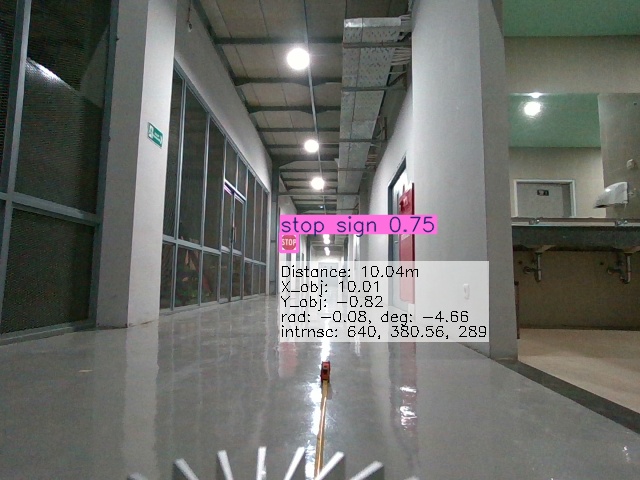 stop sign 0.75
STOP
Distance: 10.04m
X_obj: 10.01
Y_obj: −0.82
rad: −0.08, deg: −4.66
intrnsc: 640, 380.56, 289